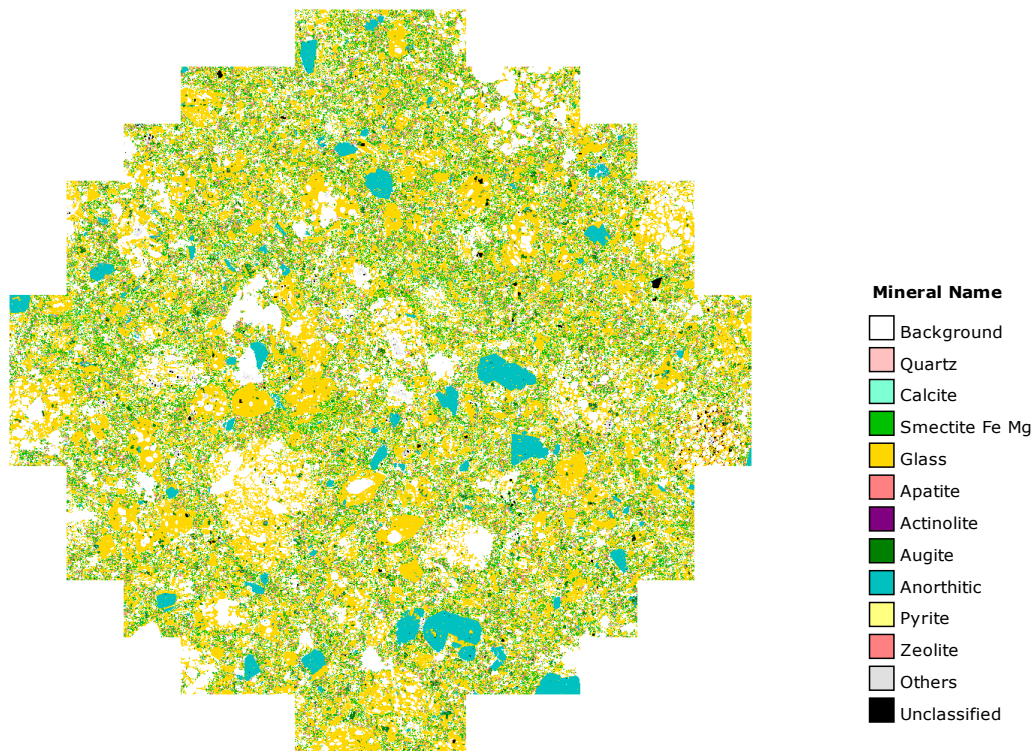 Mineral Name
Background
Quartz
Calcite
Smectite Fe Mg
Glass
Apatite
Actinolite
Augite
Anorthitic
Pyrite
Zeolite
Others
Unclassified